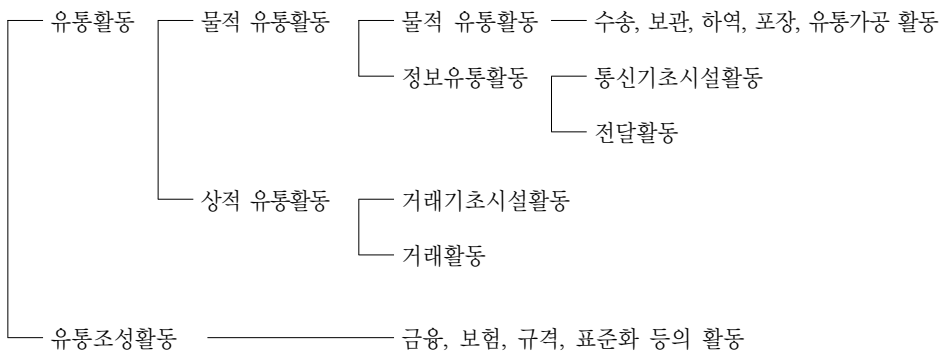 유통활동 물적 유통활동 물적 유통활동 수송, 보관, 하역, 포장, 유통가공 활동
정보유통활동 통신기초시설활동
전달활동
상적 유통활동 거래기초시설활동
거래활동
유통조성활동 금융, 보험, 규격, 표준화 등의 활동